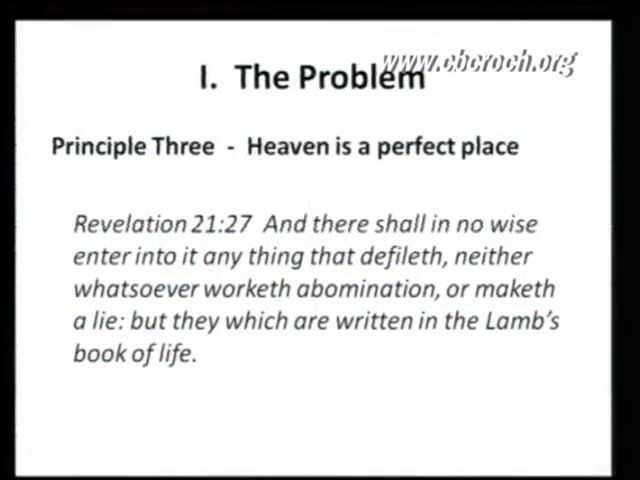 www.cbcroch.org
I. The Problem
Principle Three - Heaven is a perfect place
Revelation 21:27 And there shall in no wise
enter into it any thing that defileth, neither
whatsoever worketh abomination, or maketh
a lie: but they which are written in the Lamb's
book of life.